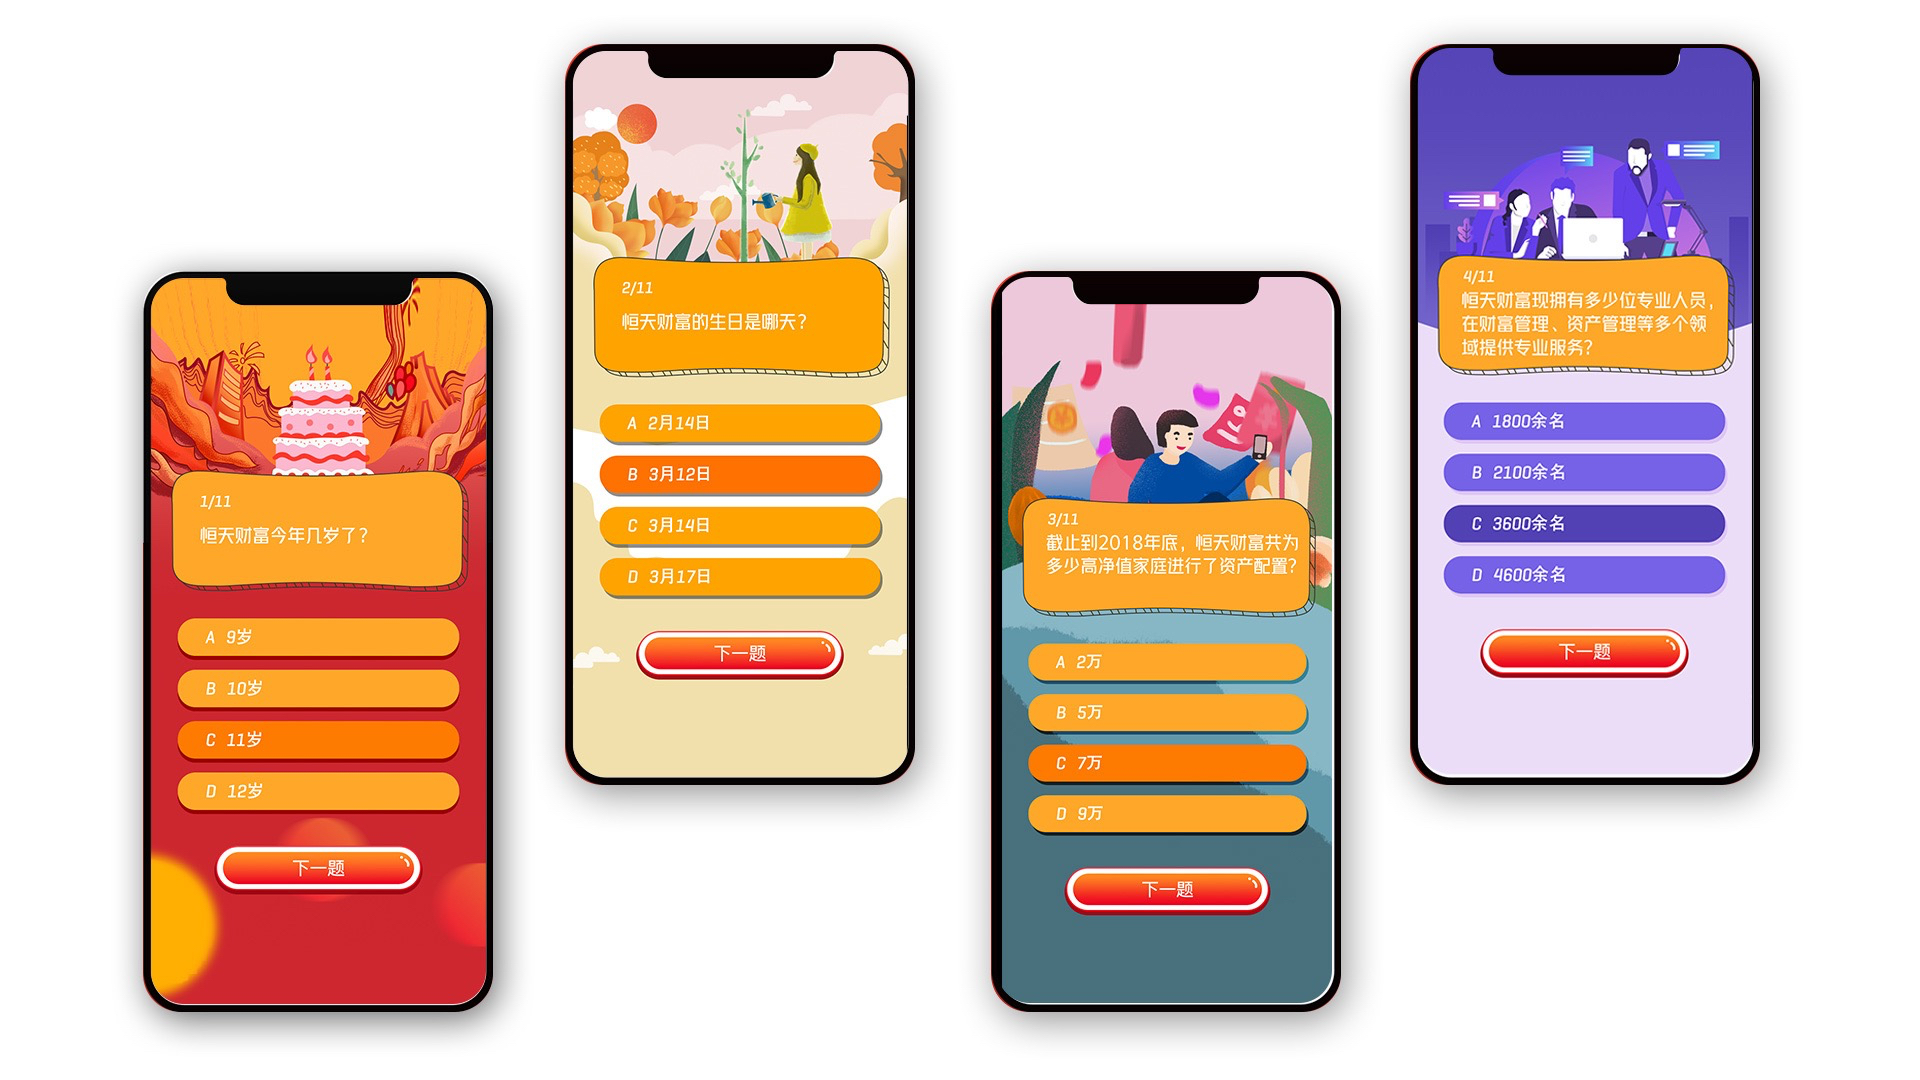 1/11
恒天财富今年几岁了?
A 9岁
B 10岁
C 11岁
D 12岁
下一题
2/11
恒天财富的生日是哪天?
A 2月14日
B 3月12日
C 3月14日
D 3月17日
下一题
3/11
截止到2018年底，恒天财富共为
多少高净值家庭进行了资产配置?
A 2万
B 5万
C 7万
D 9万
下一题
4/11
恒天财富现拥有多少位专业人员，
在财富管理、资产管理等多个领
域提供专业服务?
A 1800余名
B 2100余名
C 3600余名
D 4600余名
下一题